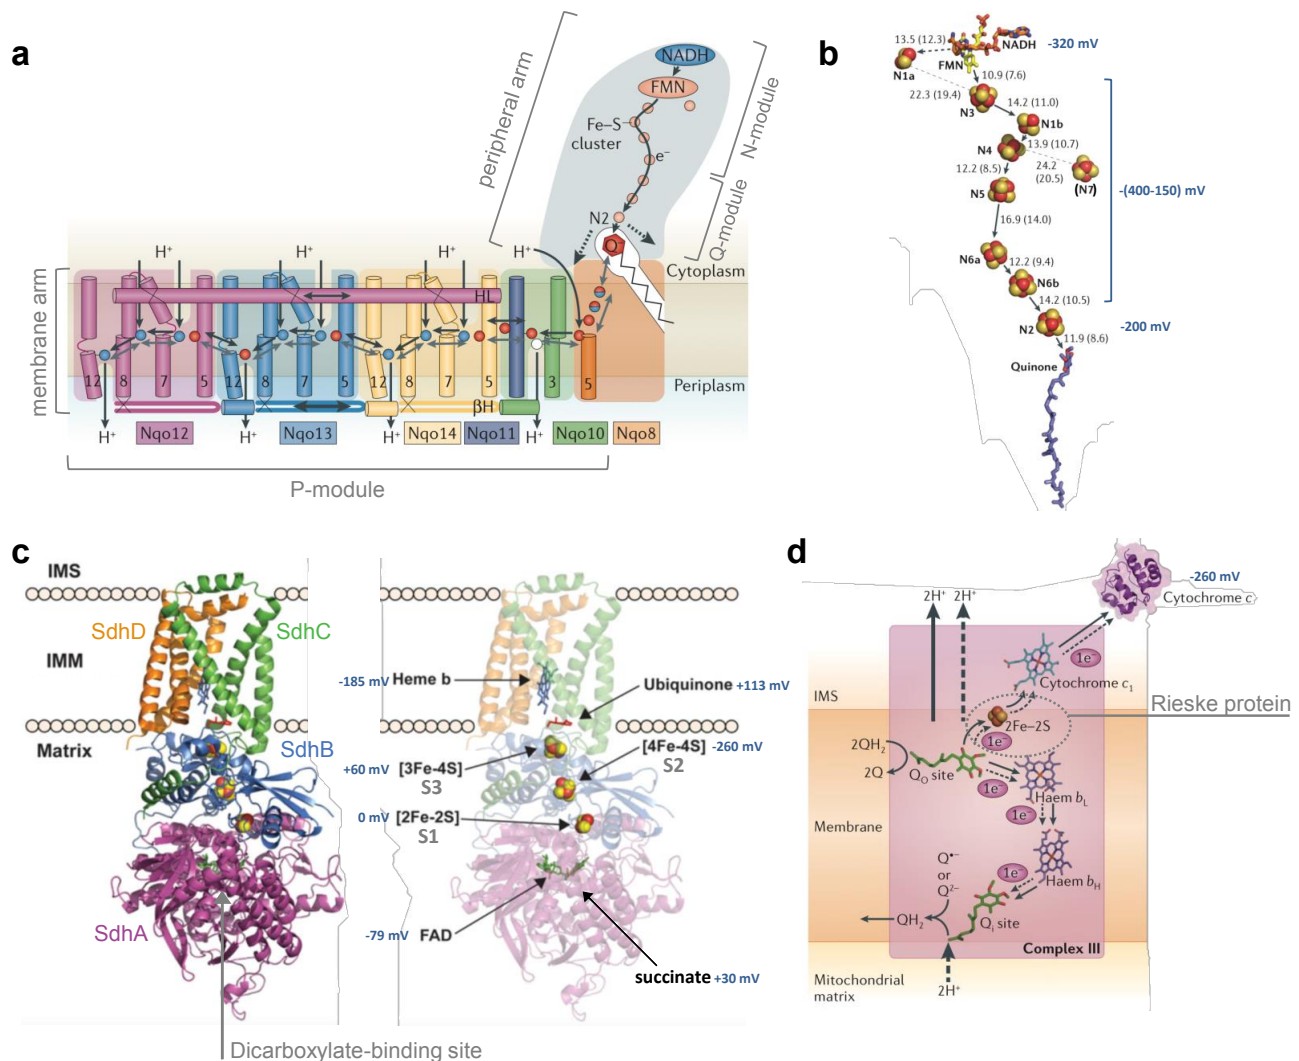 a
peripheral arm
NADH
FMN
Fe–S
cluster
e⁻
N-module
Q-module
N2
Q
H⁺ H⁺ H⁺ H⁺
Cytoplasm
membrane arm
HL
12 8 7 5 12 8 7 5 12 8 7 5 3 5
Periplasm
βH
H⁺ H⁺ H⁺ H⁺
Nqo12 Nqo13 Nqo14 Nqo11 Nqo10 Nqo8
P-module
b
13.5 (12.3)
NADH
-320 mV
FMN
N1a
10.9 (7.6)
22.3 (19.4)
14.2 (11.0)
N3
N1b
N4
13.9 (10.7)
12.2 (8.5)
24.2
(20.5)
N5
(N7)
-(400-150) mV
16.9 (14.0)
N6a
12.2 (9.4)
N6b
14.2 (10.5)
N2
-200 mV
11.9 (8.6)
Quinone
c
IMS
SdhD
SdhC
IMM
Matrix
SdhB
SdhA
Dicarboxylate-binding site
-185 mV Heme b
Ubiquinone +113 mV
[4Fe-4S] -260 mV
S2
+60 mV [3Fe-4S]
S3
0 mV [2Fe-2S]
S1
-79 mV FAD
succinate +30 mV
d
-260 mV
Cytochrome c
2H⁺ 2H⁺
1e⁻
Cytochrome c₁
IMS
Rieske protein
2Fe–2S
1e⁻
2QH₂
2Q
Qₒ site
Haem b_L
1e⁻
Membrane
Q•⁻
or
Q²⁻
1e⁻
Haem b_H
QH₂
Qᵢ site
Complex III
Mitochondrial
matrix
2H⁺